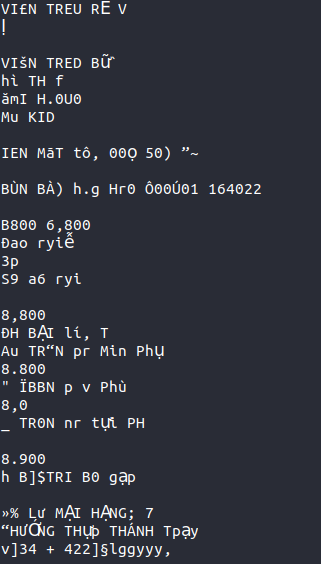 VI£N TREU RẼ V
Ị
VIšN TRED BỮ
hì TH f
ămI H.0U0
Mu KID
IEN MãT tô, 00Ọ 50) ”~
BÙN BÀ) h.g Hr0 Ô00Ú01 164022
B800 6,800
Đao ryiễ
3p
S9 a6 ryi
8,800
ĐH BẠI lí, T
Au TR“N pr Min Phụ
8.800
" ÏBBN p v Phù
8,0
_ TR0N nr tựi PH
8.900
h B]$TRI B0 gạp
»% Lư MẠI HẠNG; 7
“HƯỚNG THụþ THÁNH Tpạy
v]34 + 422]§lggyyy,